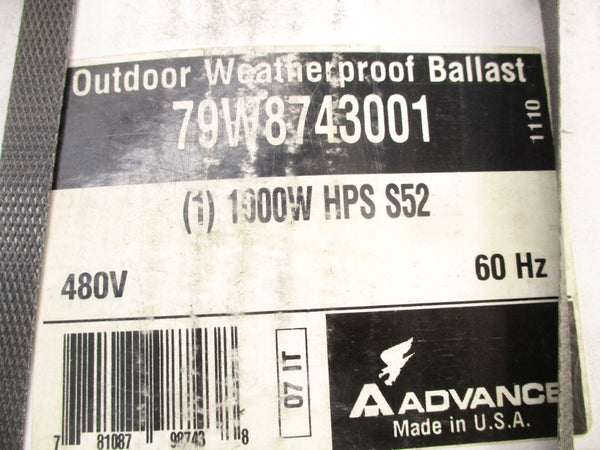 Outdoor Weatherproof Ballast
79W8743001
1110
(1) 1000W HPS S52
480V
60 Hz
07 IT
ADVANCE
Made in U.S.A.
7 81087 98743 8